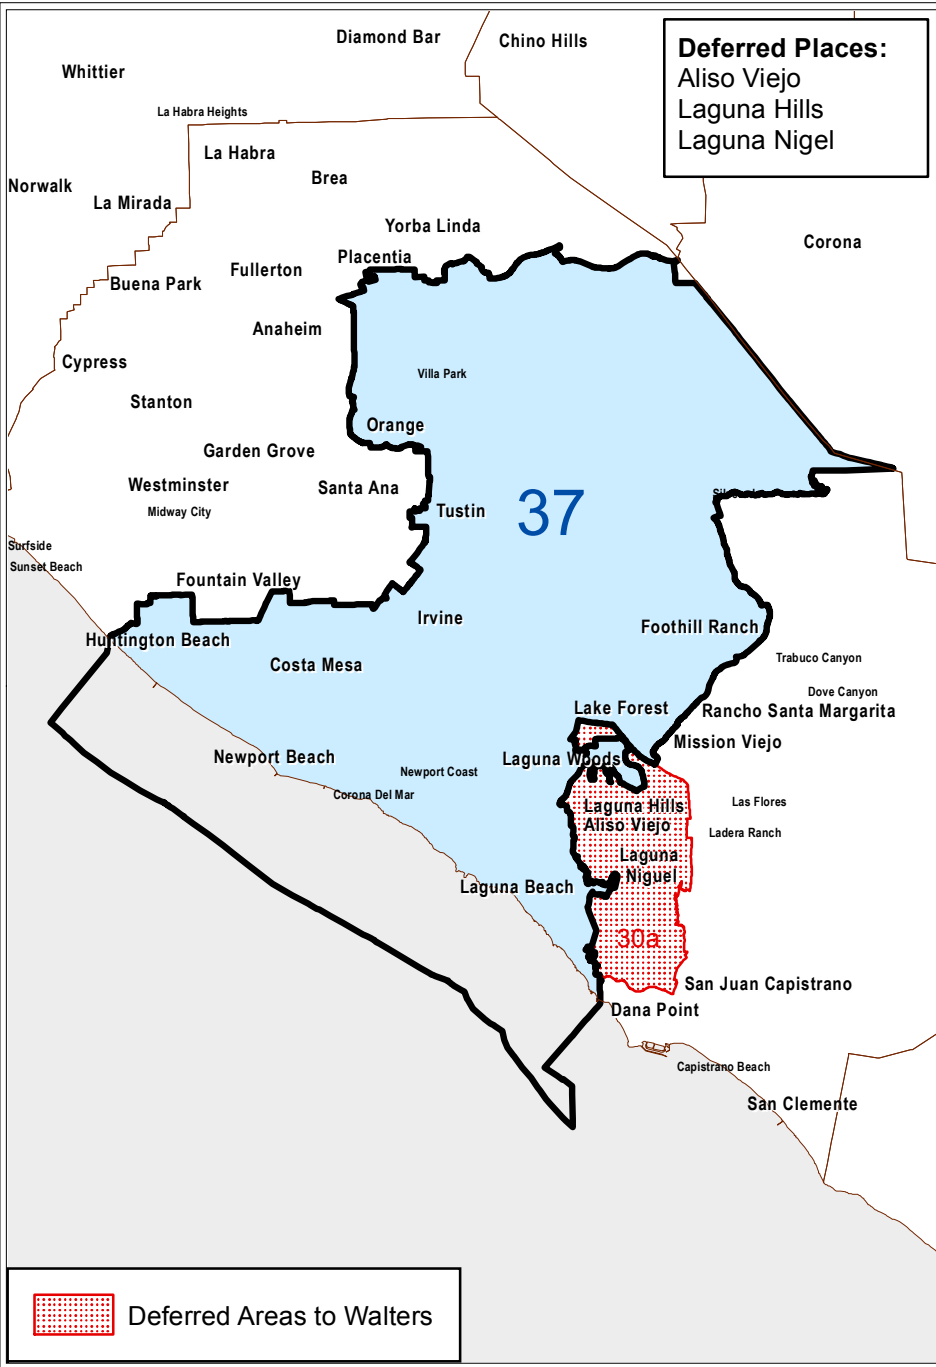 Diamond Bar
Chino Hills
Deferred Places:
Aliso Viejo
Laguna Hills
Laguna Nigel
Whittier
La Habra Heights
La Habra
Brea
Norwalk
La Mirada
Yorba Linda
Corona
Placentia
Fullerton
Buena Park
Anaheim
Cypress
Villa Park
Stanton
Orange
Garden Grove
Westminster
Santa Ana
Midway City
Tustin
37
Surfside
Sunset Beach
Fountain Valley
Irvine
Foothill Ranch
Huntington Beach
Costa Mesa
Trabuco Canyon
Dove Canyon
Lake Forest
Rancho Santa Margarita
Mission Viejo
Newport Beach
Laguna Woods
Newport Coast
Corona Del Mar
Las Flores
Laguna Hills
Aliso Viejo
Ladera Ranch
Laguna
Niguel
Laguna Beach
30a
San Juan Capistrano
Dana Point
Capistrano Beach
San Clemente
Deferred Areas to Walters